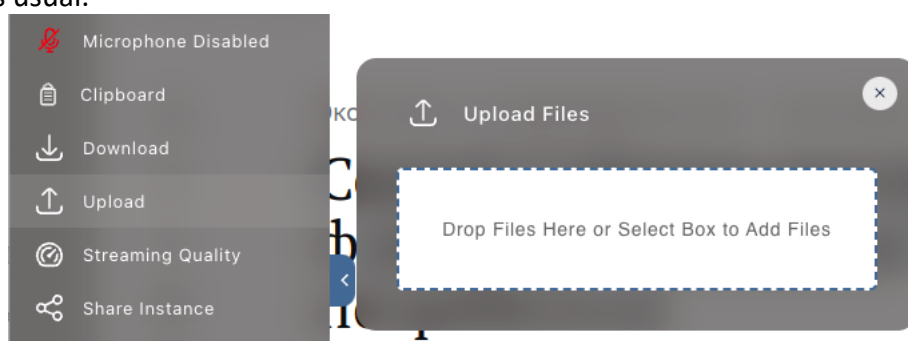 usual.
Microphone Disabled
Clipboard
Download
Upload
Streaming Quality
Share Instance
Upload Files
Drop Files Here or Select Box to Add Files